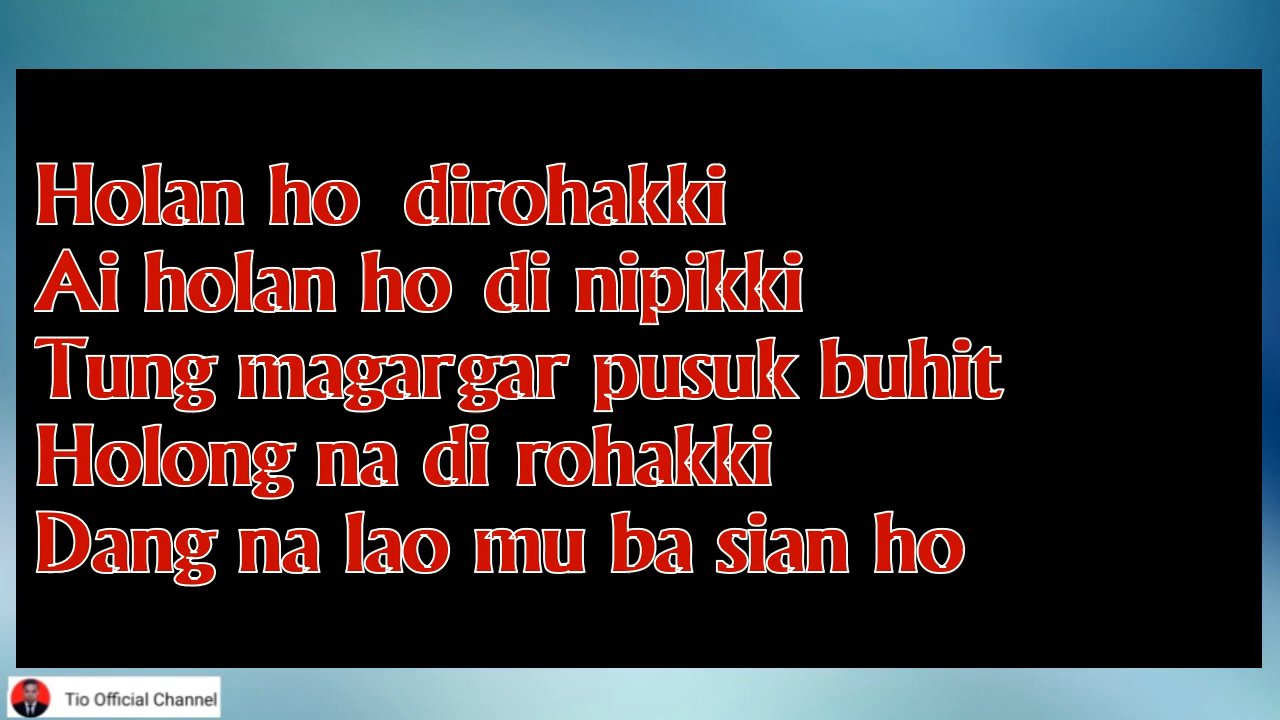 Holan ho dirohakki
Ai holan ho di nipikki
Tung magargar pusuk buhit
Holong na di rohakki
Dang na lao mu ba sian ho
Tio Official Channel